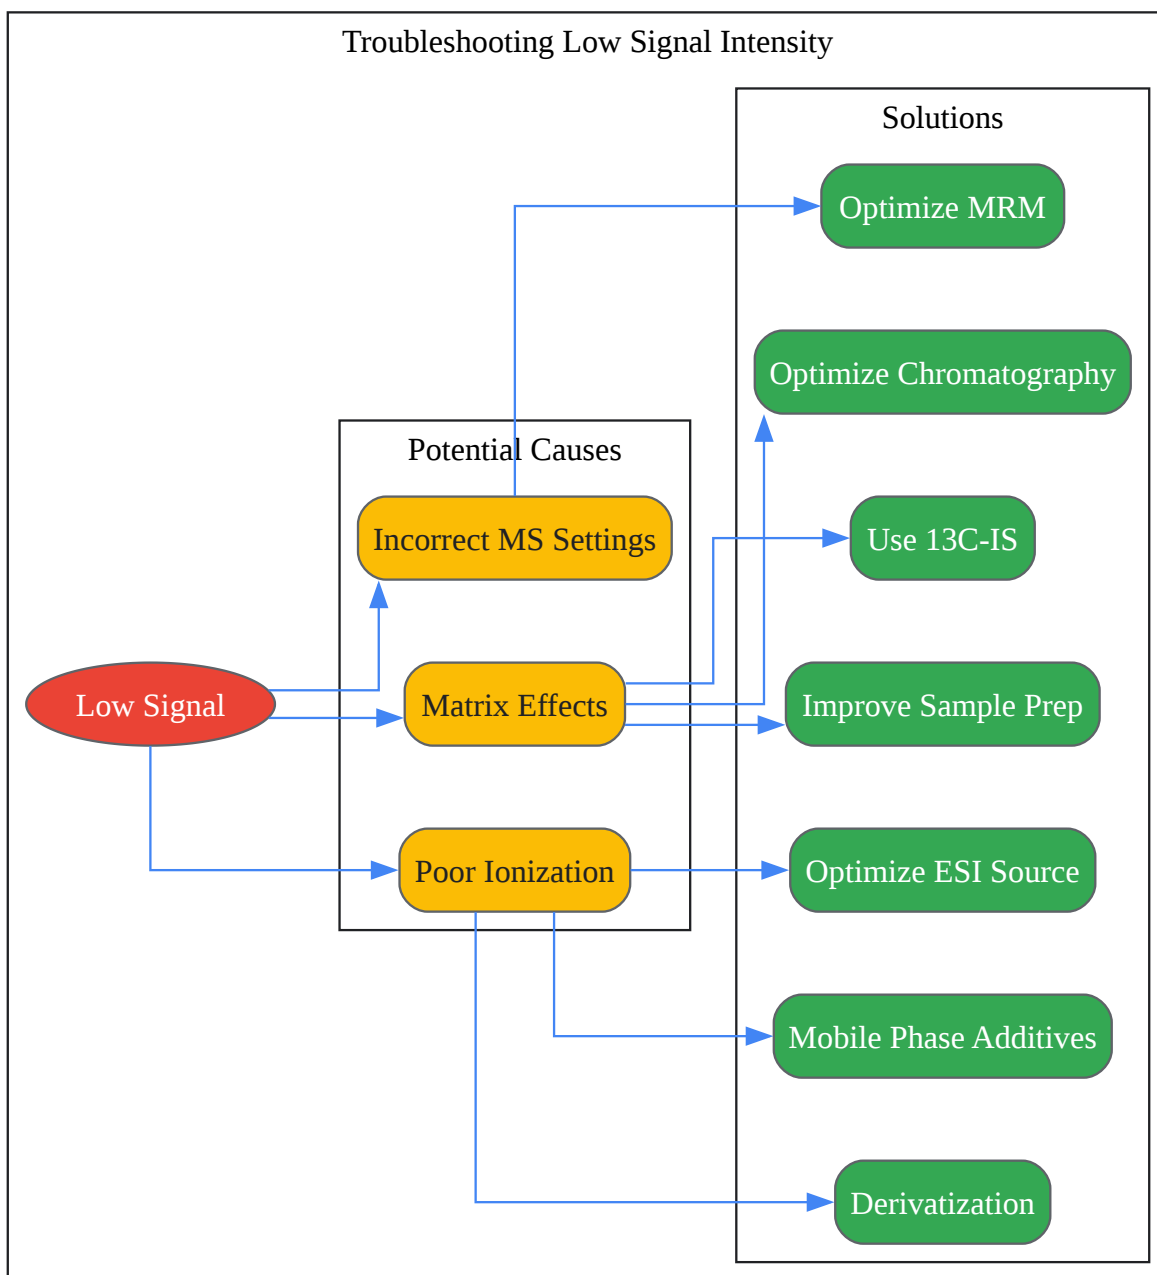 Troubleshooting Low Signal Intensity
Solutions
Optimize MRM
Optimize Chromatography
Potential Causes
Incorrect MS Settings
Use 13C-IS
Low Signal
Matrix Effects
Improve Sample Prep
Poor Ionization
Optimize ESI Source
Mobile Phase Additives
Derivatization